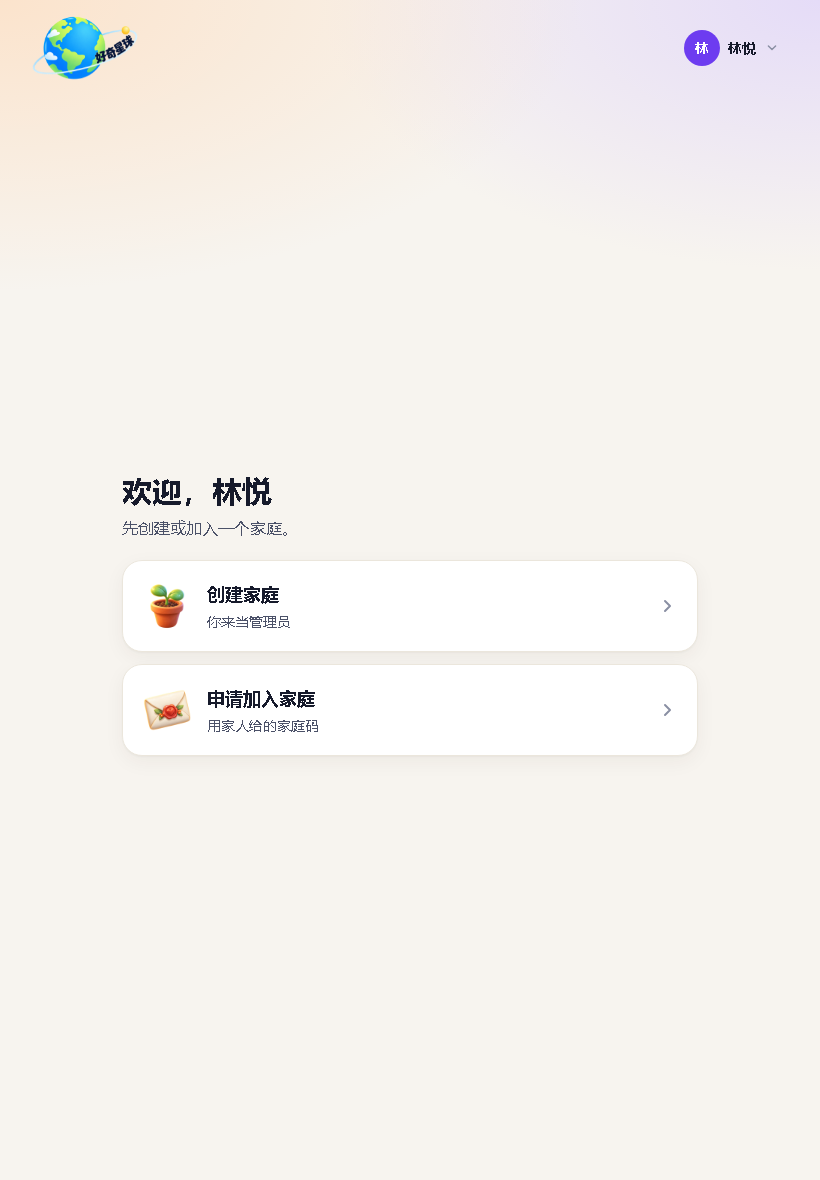 好奇星球
林 林悦
欢迎，林悦
先创建或加入一个家庭。
创建家庭
你来当管理员
申请加入家庭
用家人给的家庭码